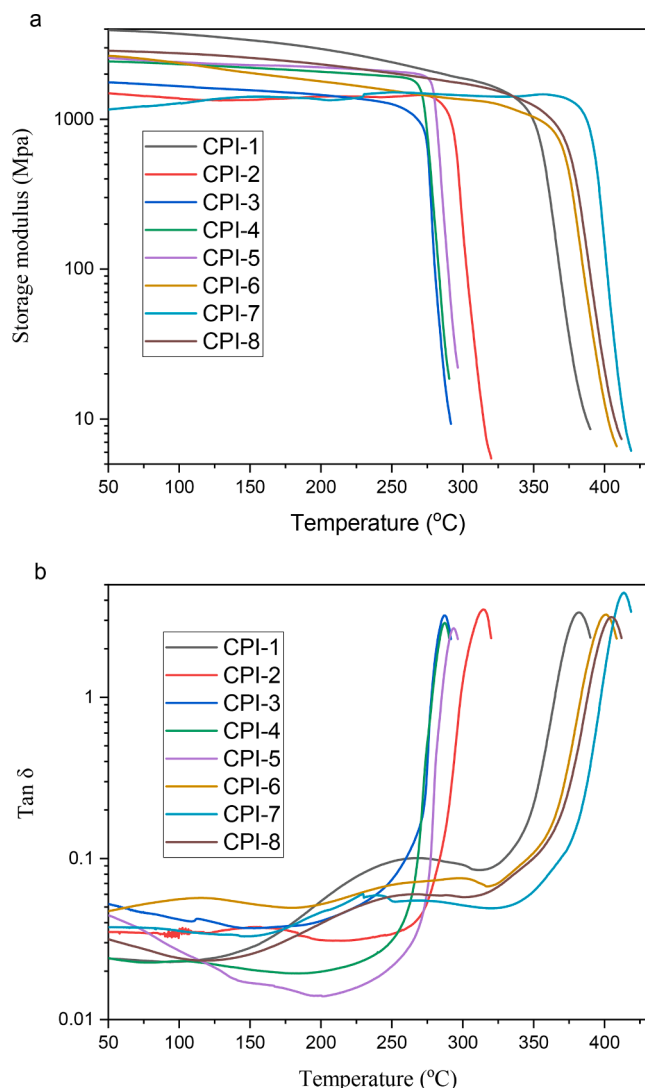 a
Storage modulus (Mpa)
1000
100
10
CPI-1
CPI-2
CPI-3
CPI-4
CPI-5
CPI-6
CPI-7
CPI-8
50 100 150 200 250 300 350 400
Temperature (°C)
b
Tan δ
1
0.1
0.01
CPI-1
CPI-2
CPI-3
CPI-4
CPI-5
CPI-6
CPI-7
CPI-8
50 100 150 200 250 300 350 400
Temperature (°C)